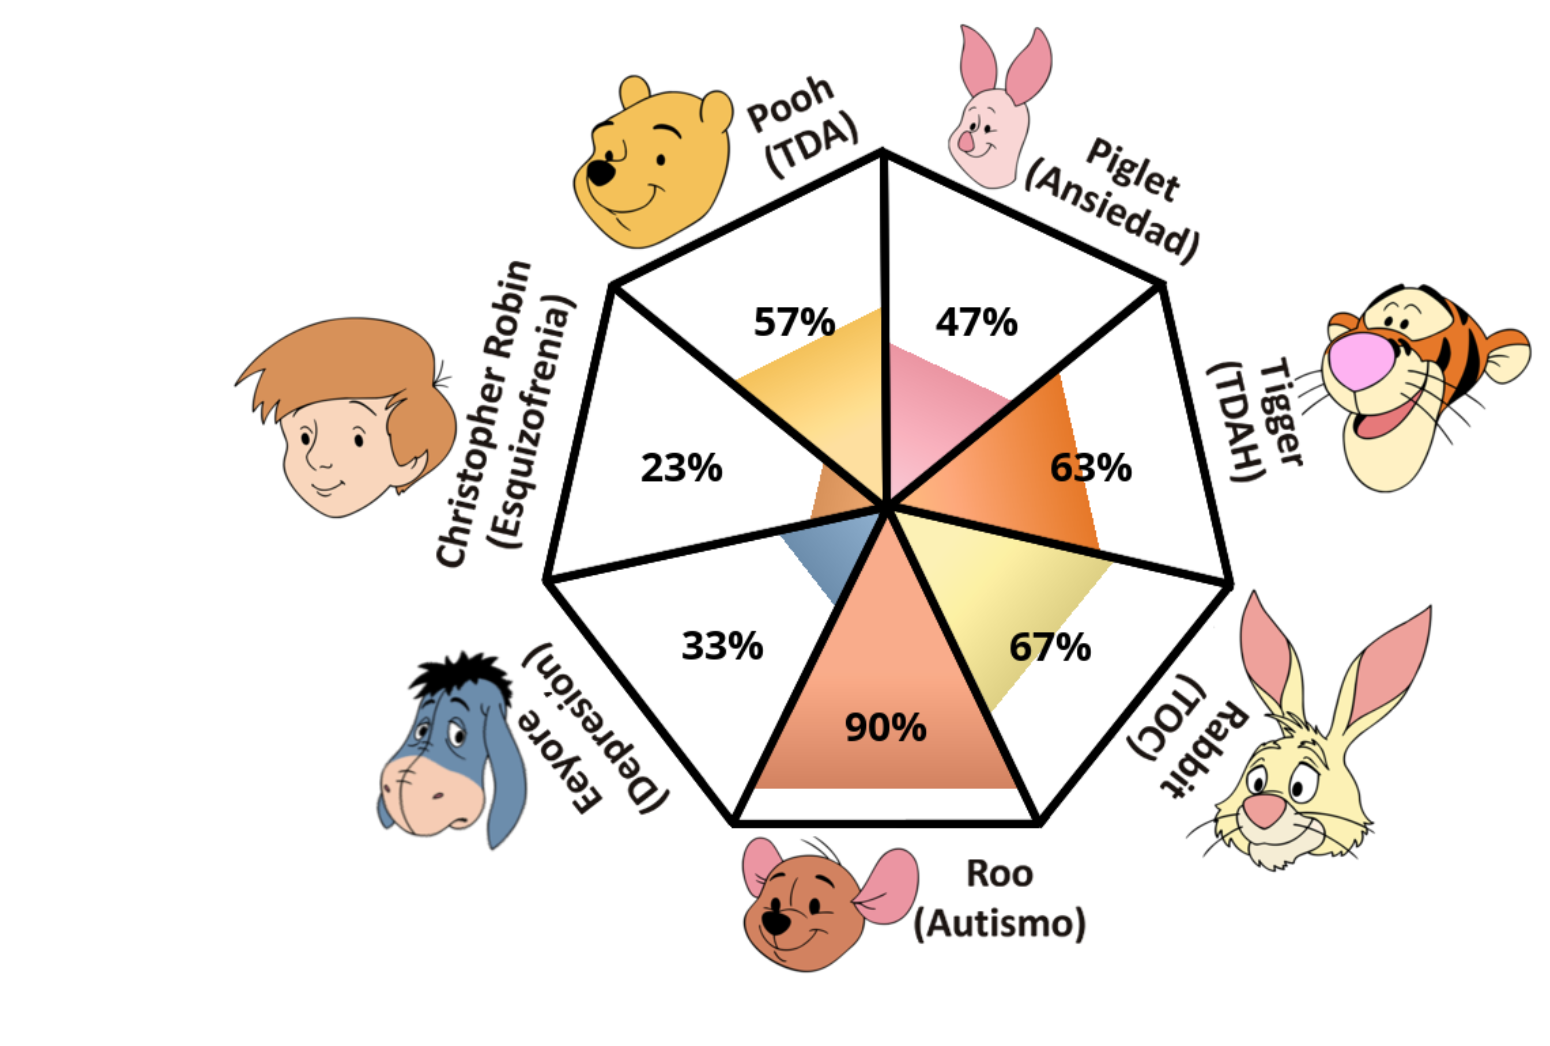 Pooh
(TDA)
57%
Piglet
(Ansiedad)
47%
Tigger
(TDAH)
63%
Rabbit
(TOC)
67%
Roo
(Autismo)
90%
Eeyore
(Depresión)
33%
Christopher Robin
(Esquizofrenia)
23%